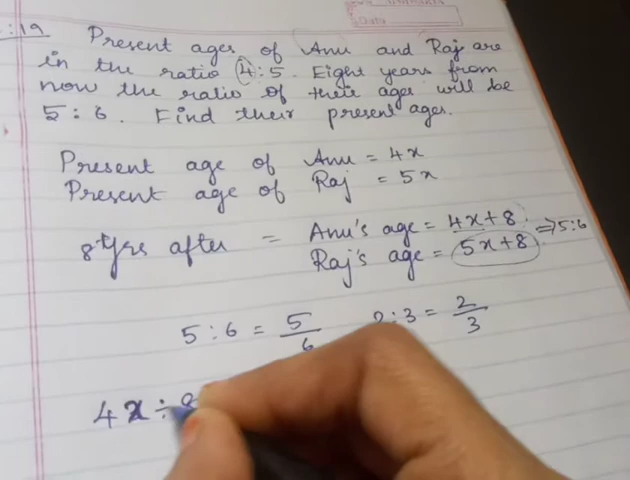 :19 Present ages of Anu and Raj are
in the ratio 4:5. Eight years from
now the ratio of their ages will be
5:6. Find their present ages.
Present age of Anu = 4x
Present age of Raj = 5x
8 yrs after = Anu's age = 4x+8
Raj's age = 5x+8 ⇒ 5:6
5:6 = 5/6 2:3 = 2/3
4x ÷ 8